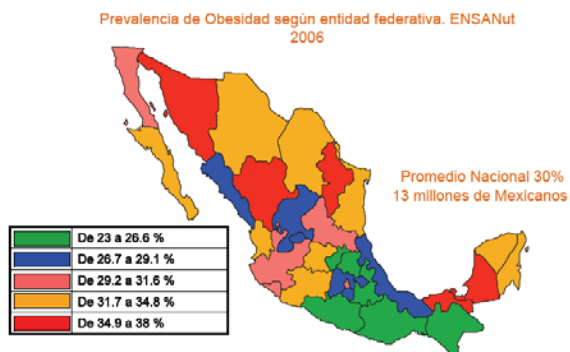 Prevalencia de Obesidad según entidad federativa. ENSANut
2006
Promedio Nacional 30%
13 millones de Mexicanos
De 23 a 26.6 %
De 26.7 a 29.1 %
De 29.2 a 31.6 %
De 31.7 a 34.8 %
De 34.9 a 38 %